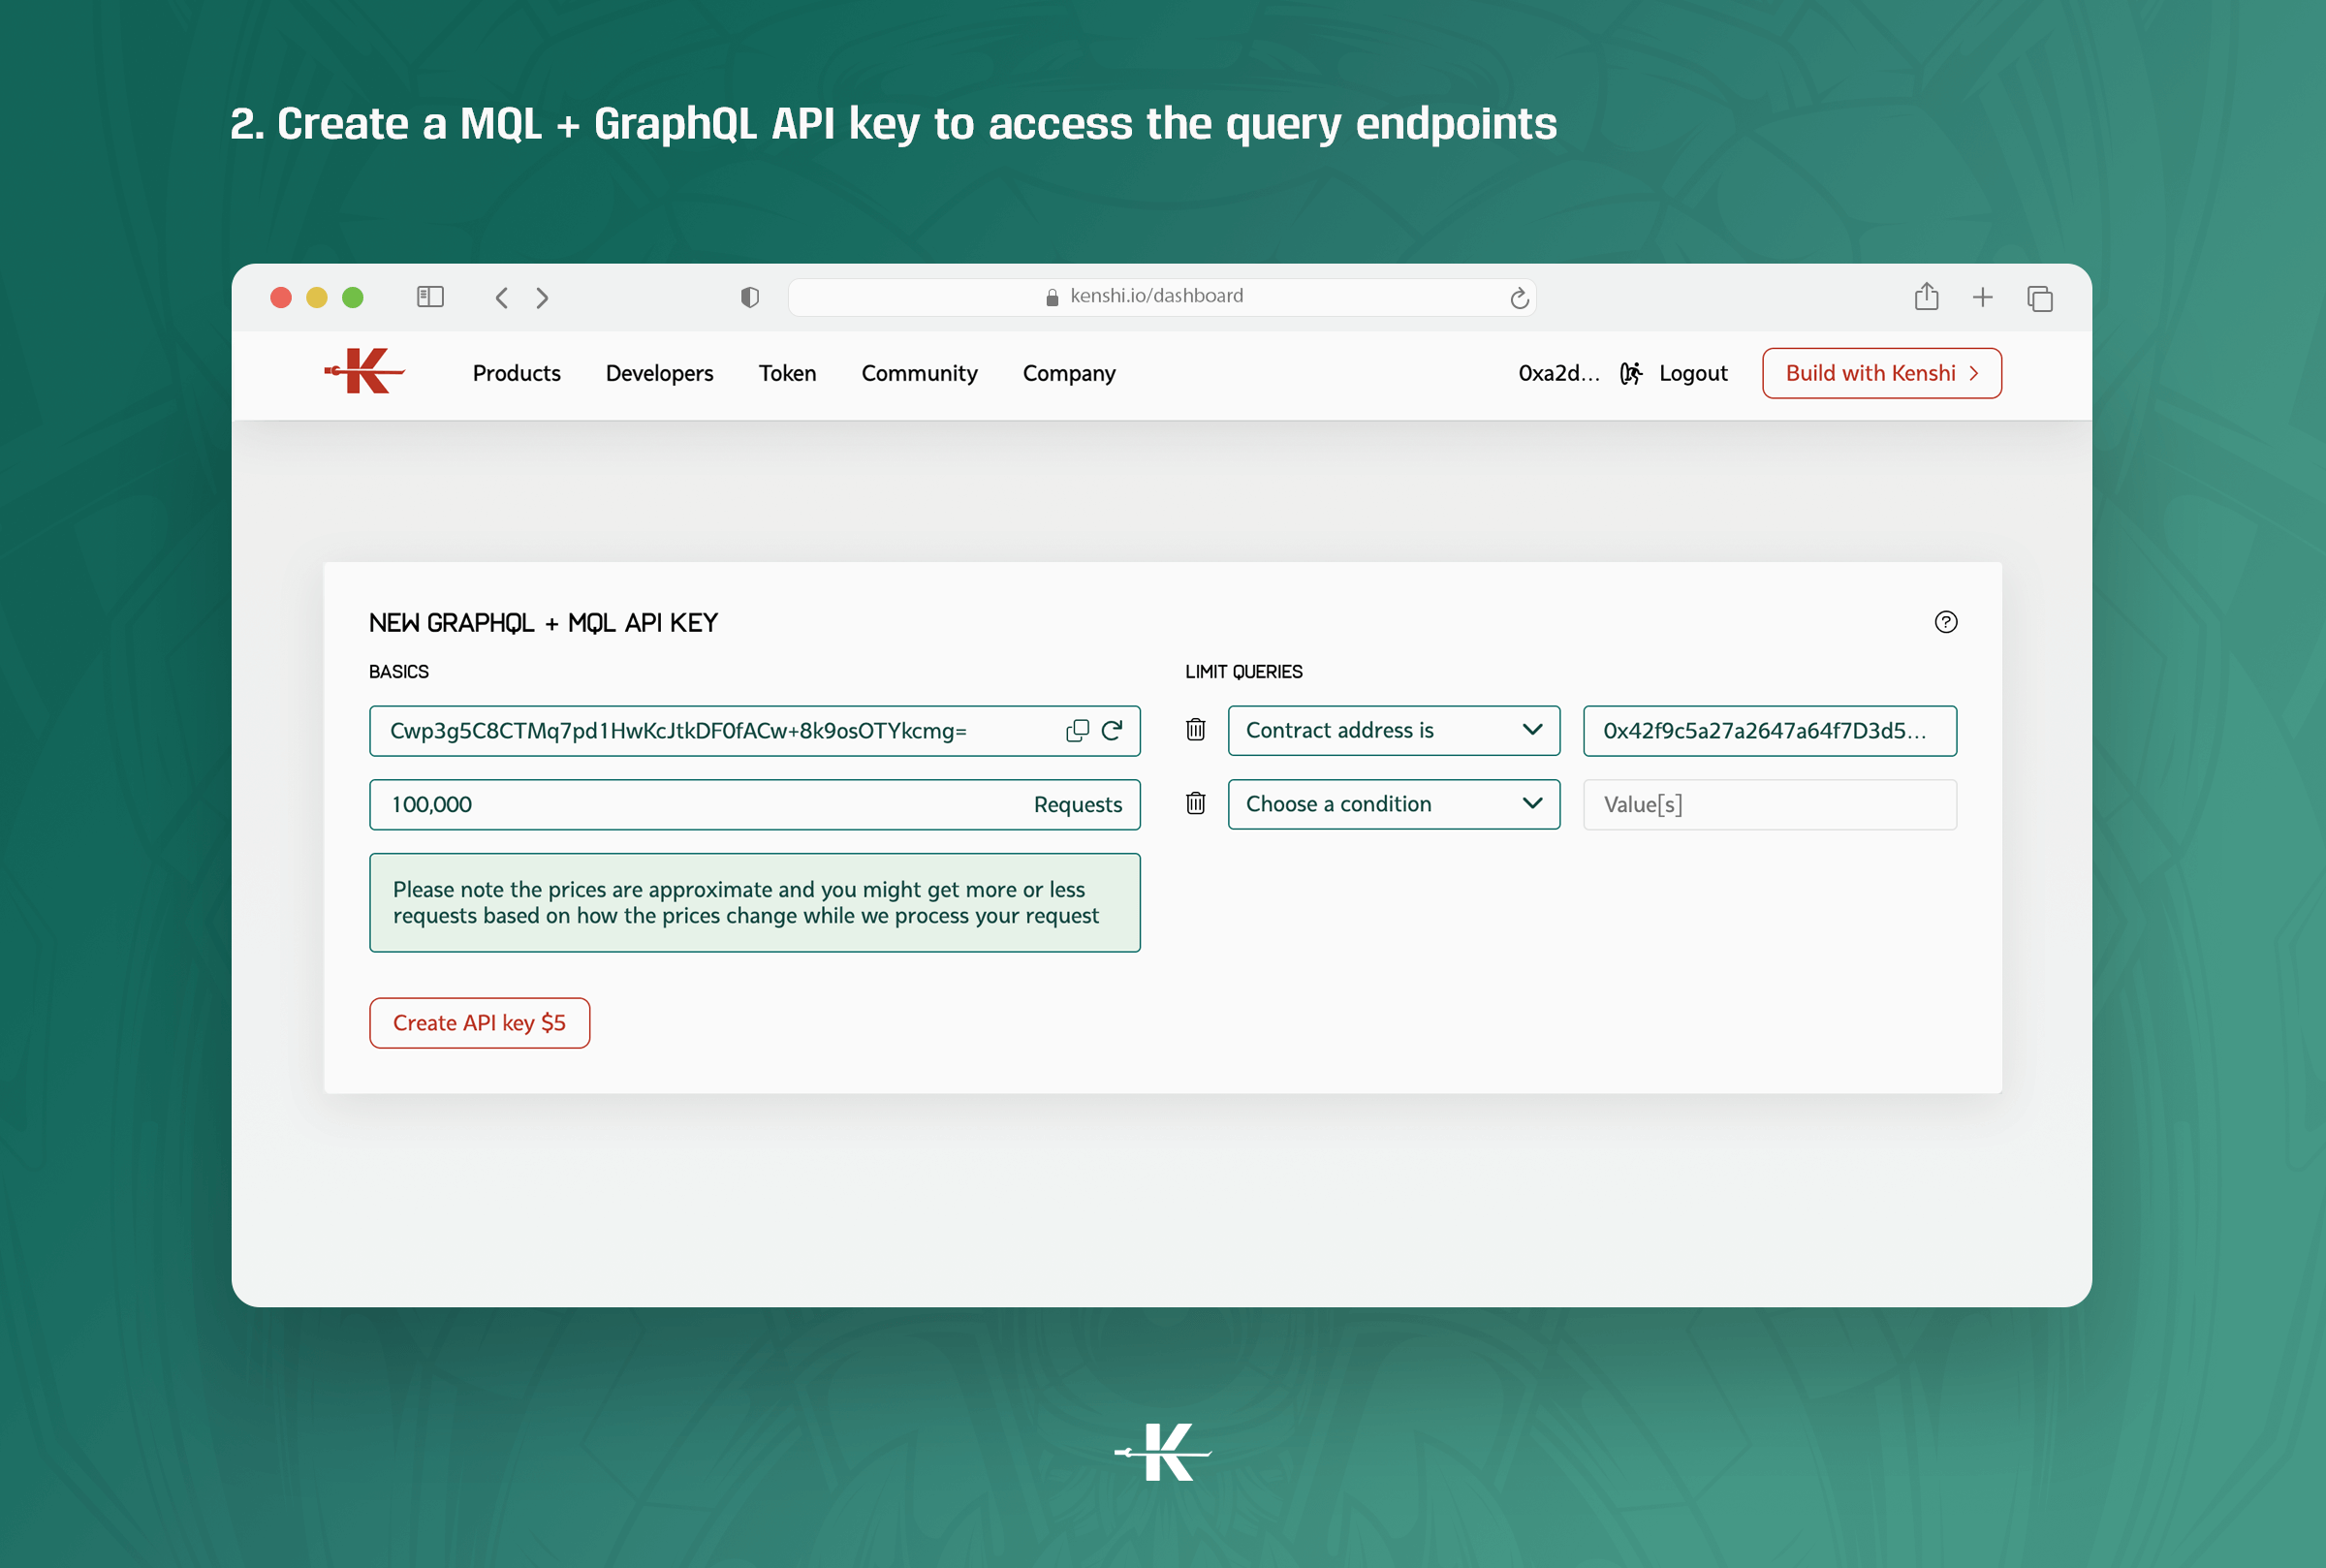 2. Create a MQL + GraphQL API key to access the query endpoints
kenshi.io/dashboard
K
Products Developers Token Community Company 0xa2d... Logout Build with Kenshi
NEW GRAPHQL + MQL API KEY
BASICS
Cwp3g5C8CTMq7pd1HwKcJtkDF0fACw+8k9osOTYkcmg=
100,000 Requests
Please note the prices are approximate and you might get more or less
requests based on how the prices change while we process your request
Create API key $5
LIMIT QUERIES
Contract address is 0x42f9c5a27a2647a64f7D3d5...
Choose a condition Value[s]
K